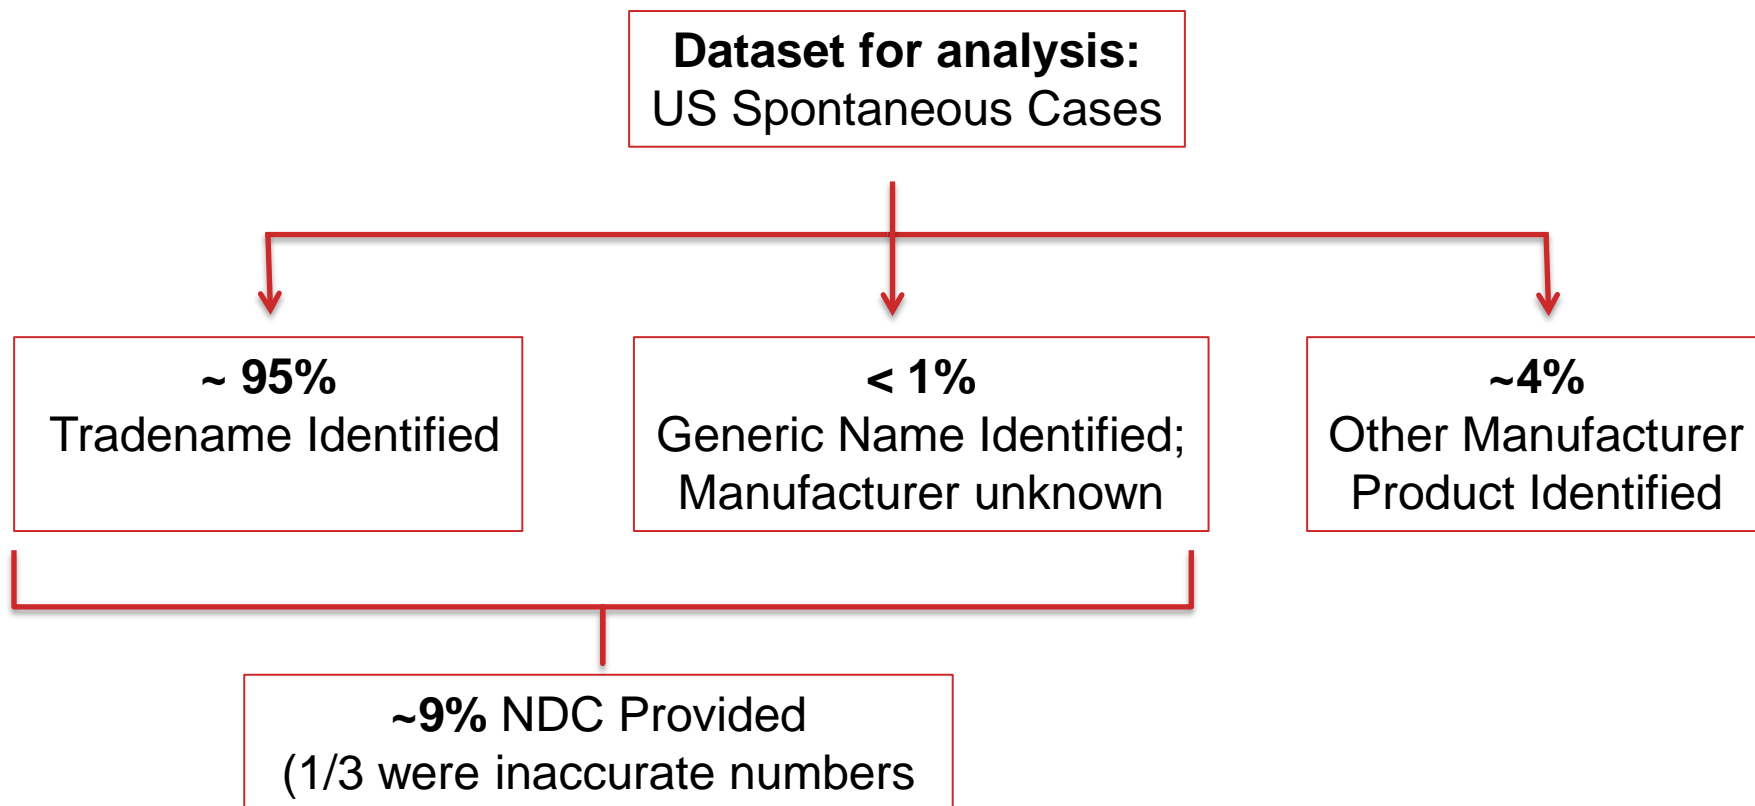 Dataset for analysis:
US Spontaneous Cases
~ 95%
Tradename Identified
< 1%
Generic Name Identified;
Manufacturer unknown
~4%
Other Manufacturer
Product Identified
~9% NDC Provided
(1/3 were inaccurate numbers